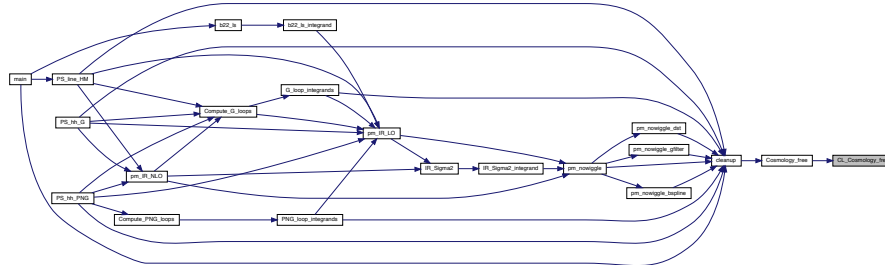 main
PS_line_HM
PS_hh_G
PS_hh_PNG
b22_ls
b22_ls_integrand
G_loop_integrands
Compute_G_loops
pm_IR_NLO
Compute_PNG_loops
PNG_loop_integrands
pm_IR_LO
IR_Sigma2
IR_Sigma2_integrand
pm_nowiggle
pm_nowiggle_dst
pm_nowiggle_gfilter
pm_nowiggle_bspline
cleanup
Cosmology_free
CL_Cosmology_free